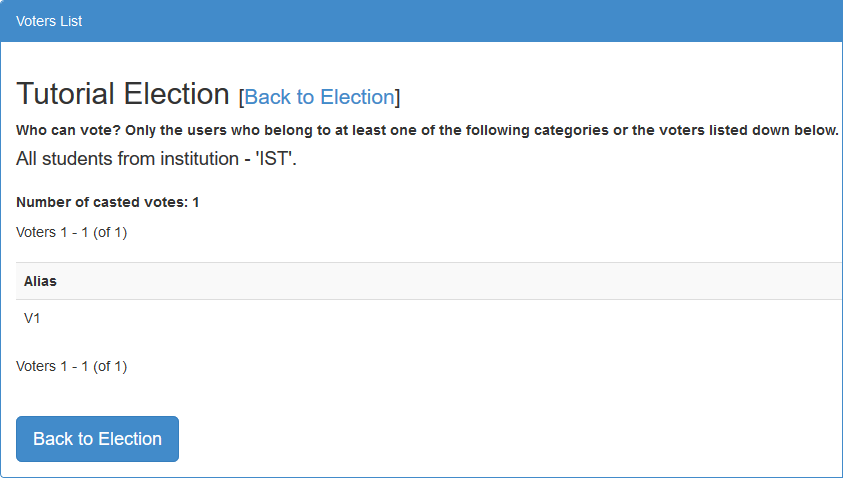 Voters List
Tutorial Election [Back to Election]
Who can vote? Only the users who belong to at least one of the following categories or the voters listed down below.
All students from institution - 'IST'.
Number of casted votes: 1
Voters 1 - 1 (of 1)
Alias
V1
Voters 1 - 1 (of 1)
Back to Election